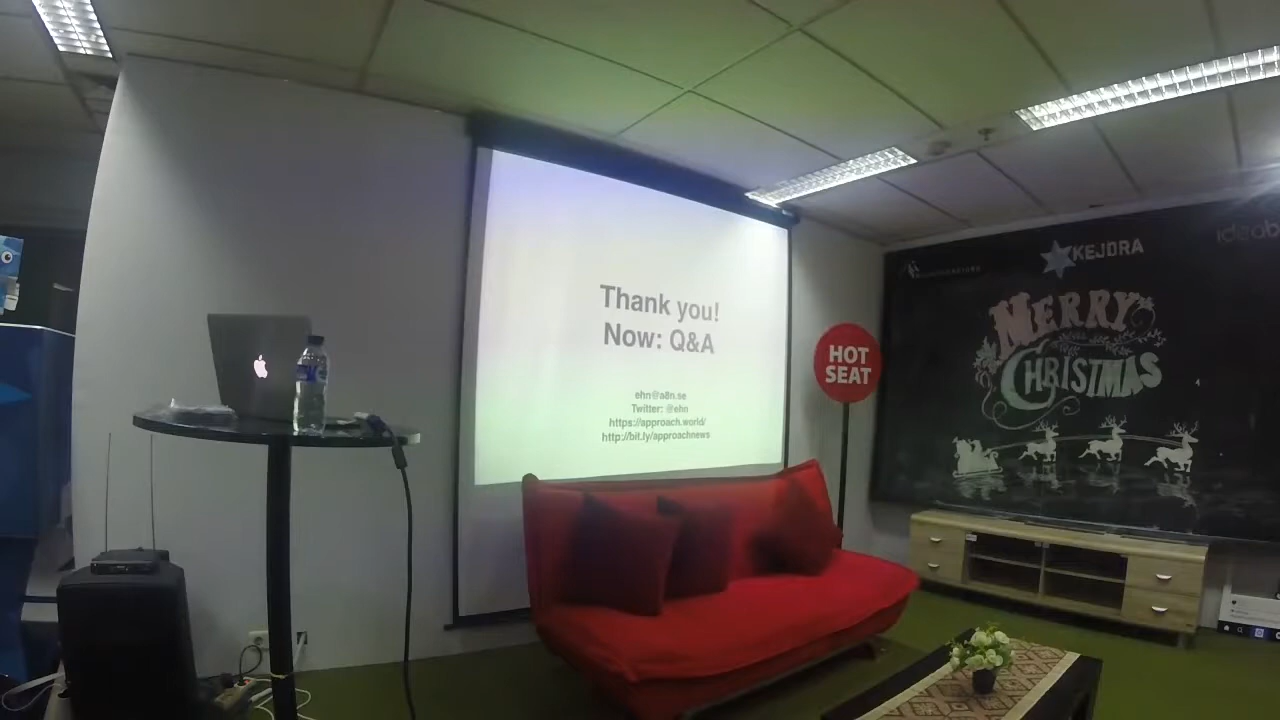 Thank you!
Now: Q&A
ehn@a8n.se
Twitter: @ehn
https://approach.world/
http://bit.ly/approachnews
HOT
SEAT
KEJORA
MERRY
CHRISTMAS